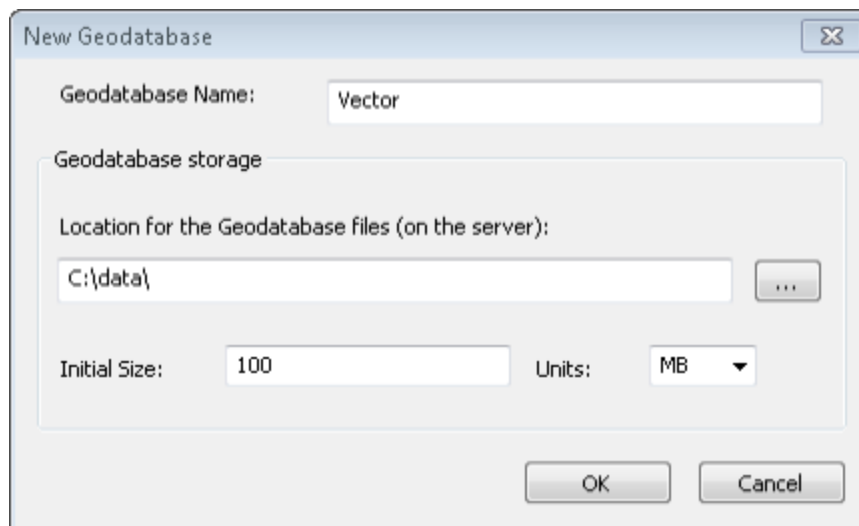 New Geodatabase
Geodatabase Name: Vector
Geodatabase storage
Location for the Geodatabase files (on the server):
C:\data\
...
Initial Size: 100 Units: MB
OK Cancel